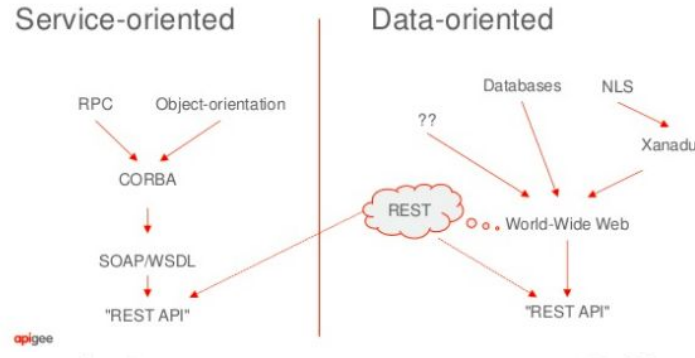 Service-oriented
Data-oriented
RPC
Object-orientation
CORBA
SOAP/WSDL
"REST API"
Databases
NLS
??
Xanadu
REST
World-Wide Web
"REST API"
apigee